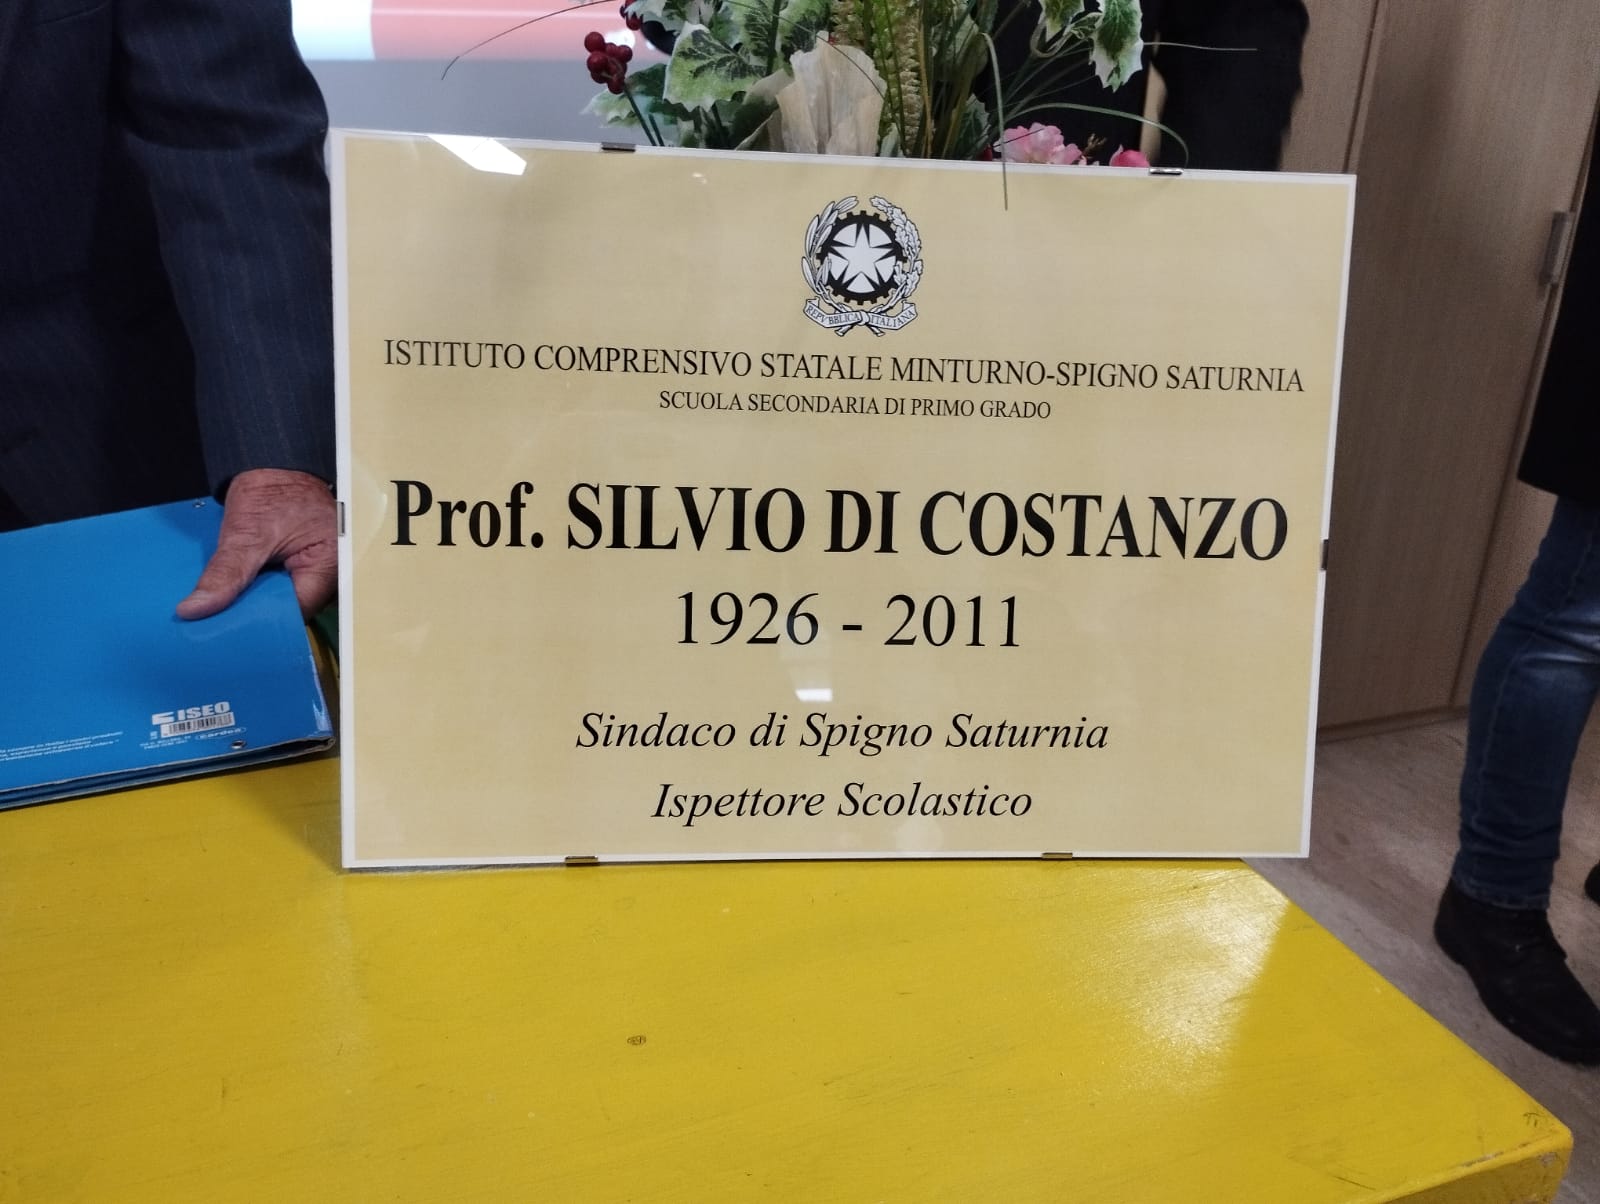 REPVBBLICA ITALIANA
ISTITUTO COMPRENSIVO STATALE MINTURNO-SPIGNO SATURNIA
SCUOLA SECONDARIA DI PRIMO GRADO
Prof. SILVIO DI COSTANZO
1926 - 2011
Sindaco di Spigno Saturnia
Ispettore Scolastico
CISEO